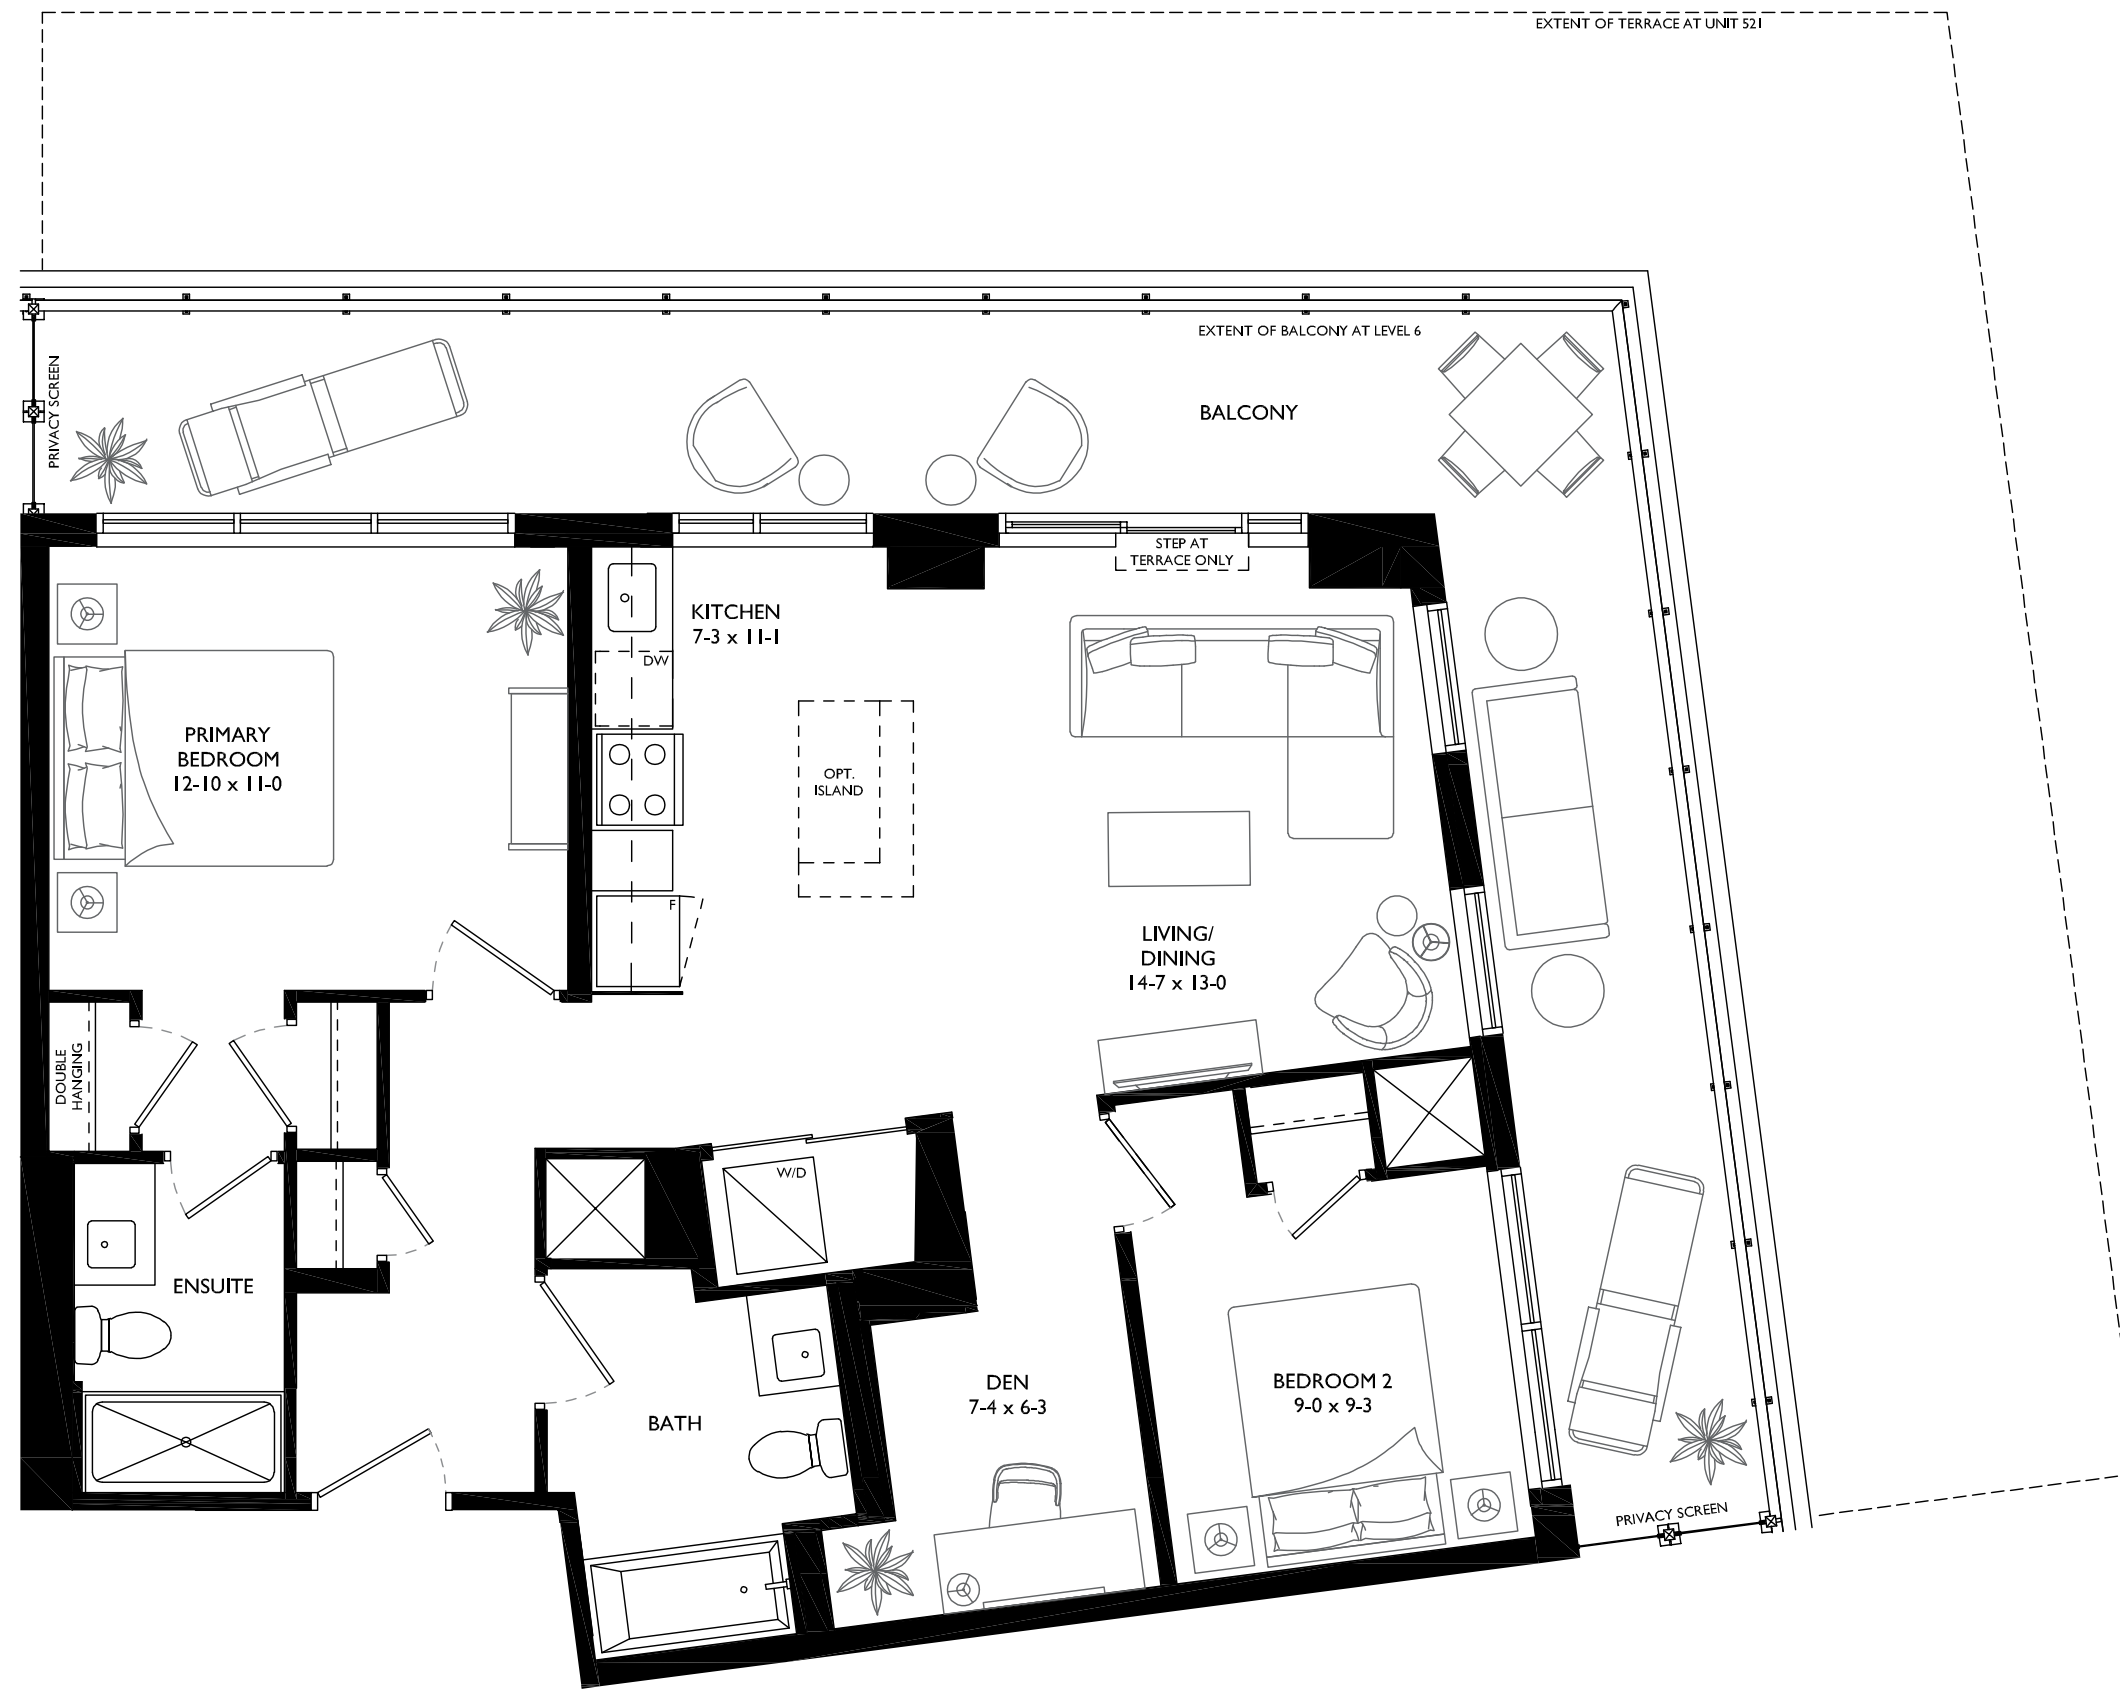 EXTENT OF TERRACE AT UNIT 521
EXTENT OF BALCONY AT LEVEL 6
PRIVACY SCREEN
BALCONY
STEP AT
TERRACE ONLY
KITCHEN
7-3 x 11-1
DW
PRIMARY
BEDROOM
12-10 x 11-0
OPT.
ISLAND
F
LIVING/
DINING
14-7 x 13-0
DOUBLE
HANGING
W/D
ENSUITE
DEN
7-4 x 6-3
BEDROOM 2
9-0 x 9-3
BATH
PRIVACY SCREEN